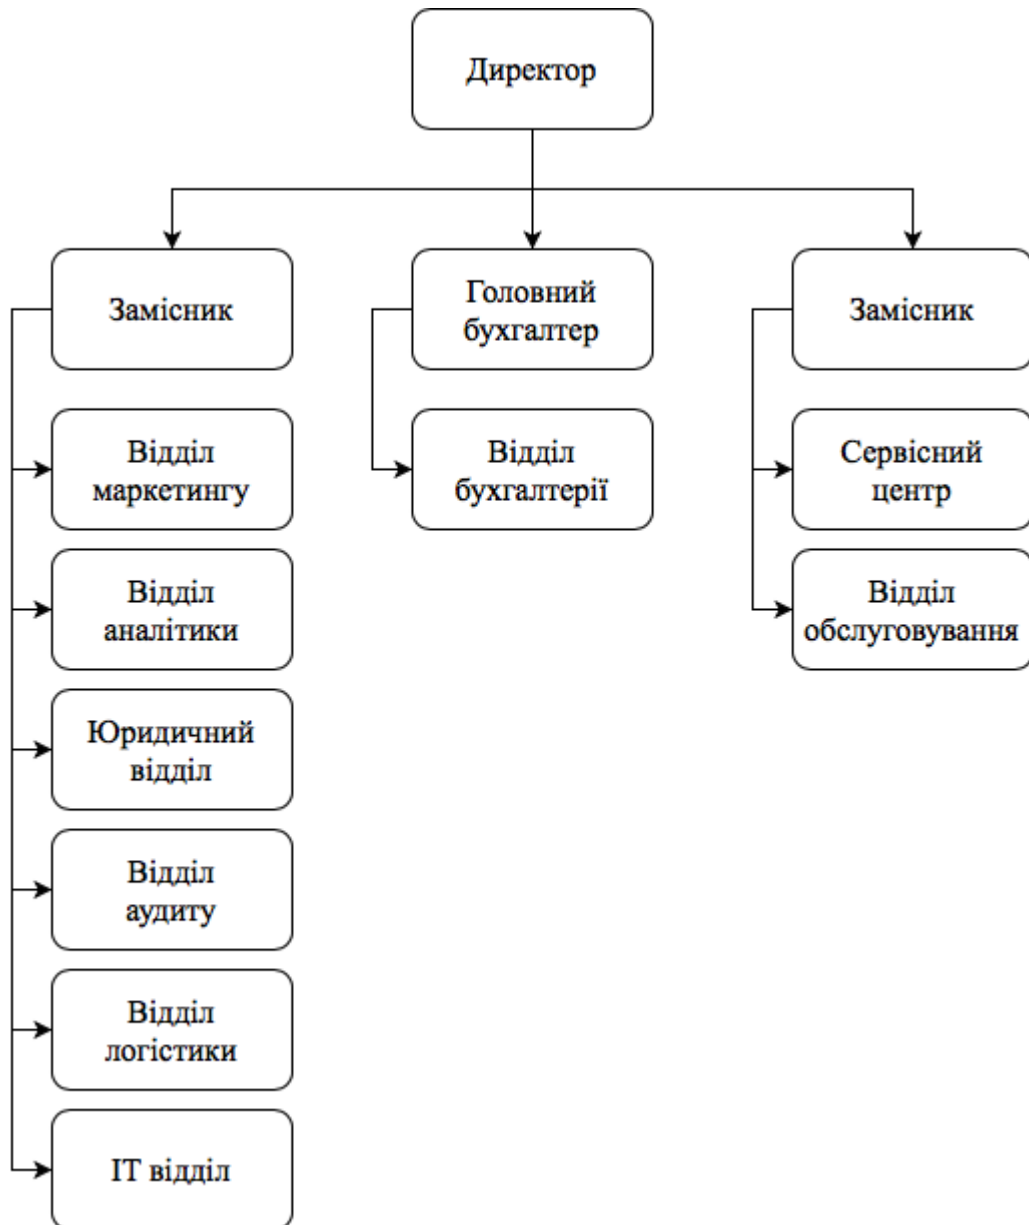 Директор
Замісник
Головний
бухгалтер
Замісник
Відділ
маркетингу
Відділ
бухгалтерії
Сервісний
центр
Відділ
аналітики
Відділ
обслуговування
Юридичний
відділ
Відділ
аудиту
Відділ
логістики
ІТ відділ